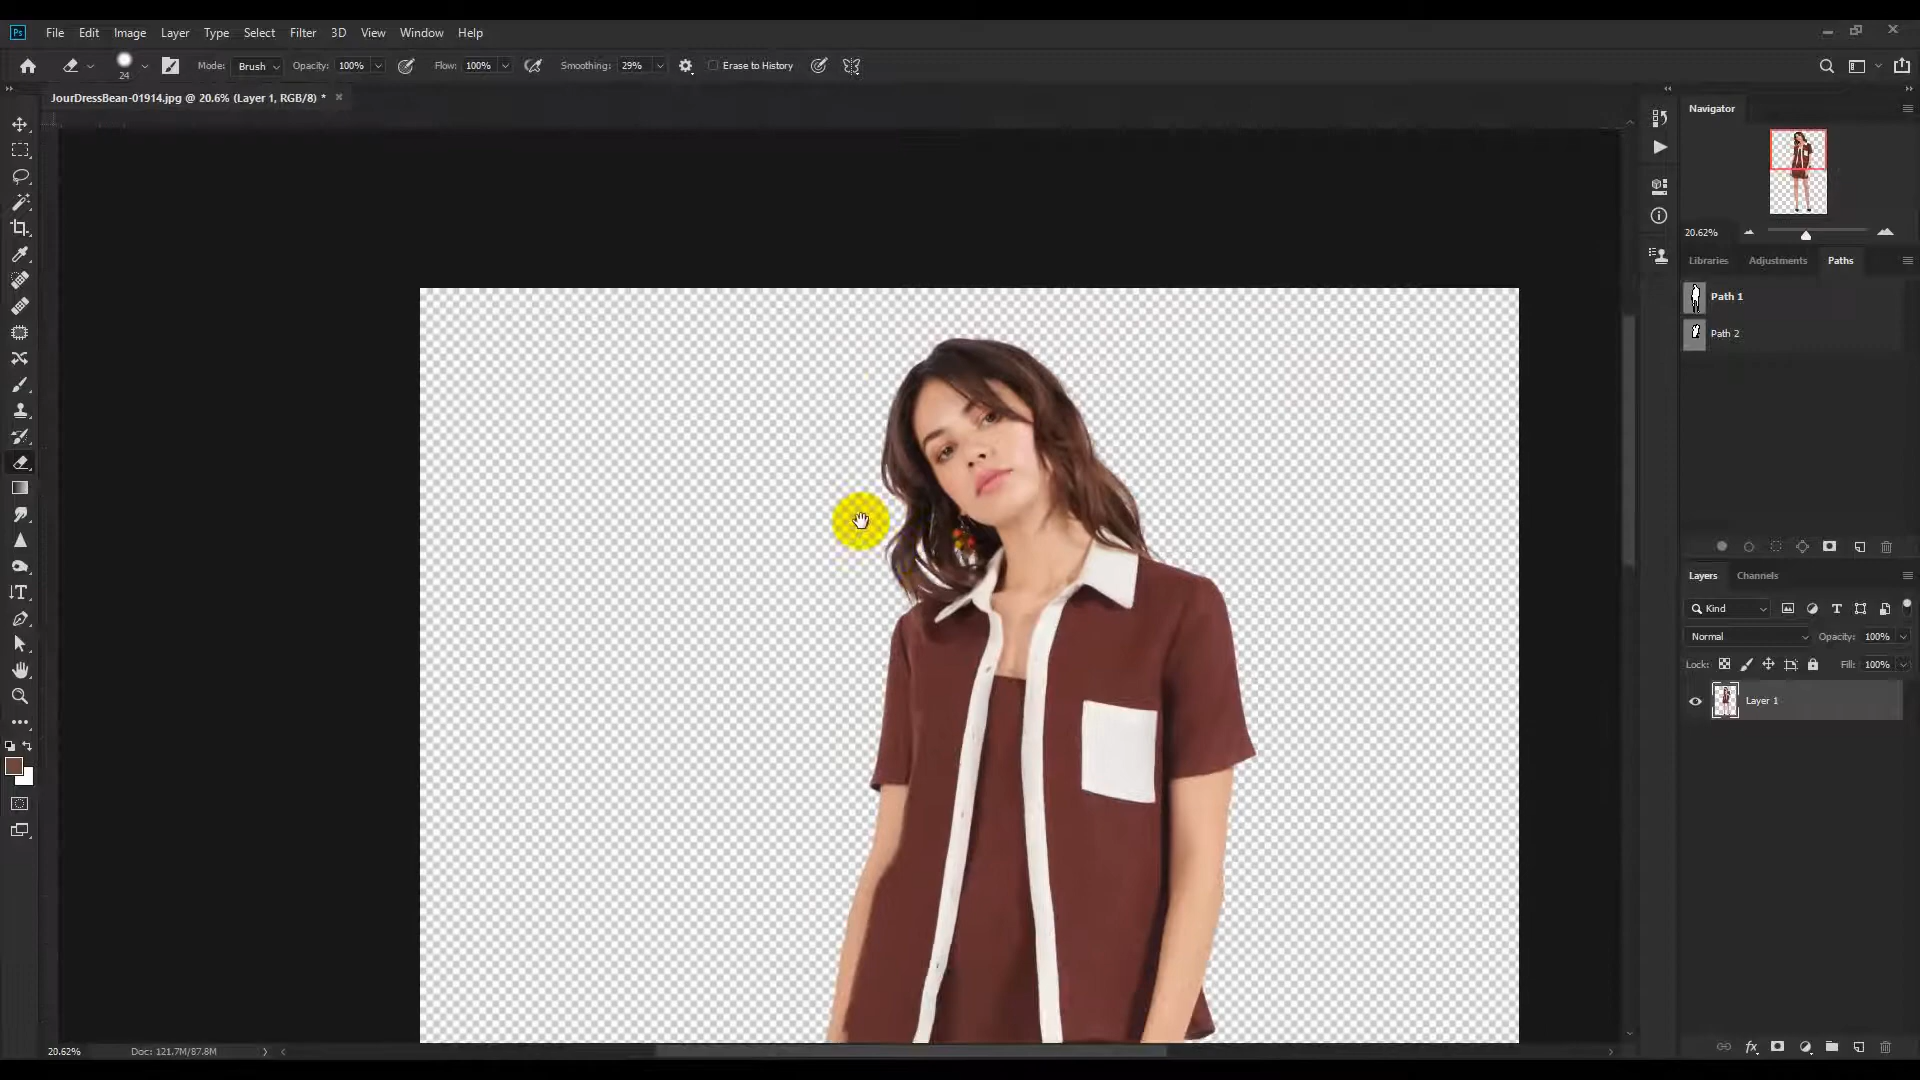 Ps File Edit Image Layer Type Select Filter 3D View Window Help
24 Mode: Brush Opacity: 100% Flow: 100% Smoothing: 29% Erase to History
JourDressBean-01914.jpg @ 20.6% (Layer 1, RGB/8) *
Navigator
20.62%
Libraries Adjustments Paths
Path 1
Path 2
Layers Channels
Kind
Normal Opacity: 100%
Lock: Fill: 100%
Layer 1
20.62% Doc: 121.7M/87.8M